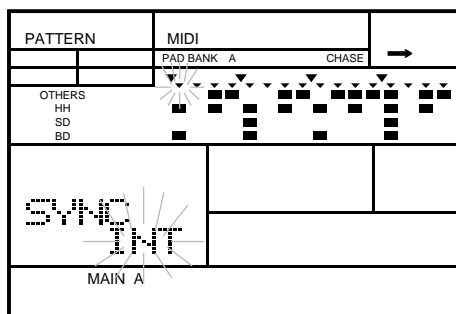 PATTERN MIDI
PAD BANK A CHASE
OTHERS
HH
SD
BD
SYNC
INT
MAIN A